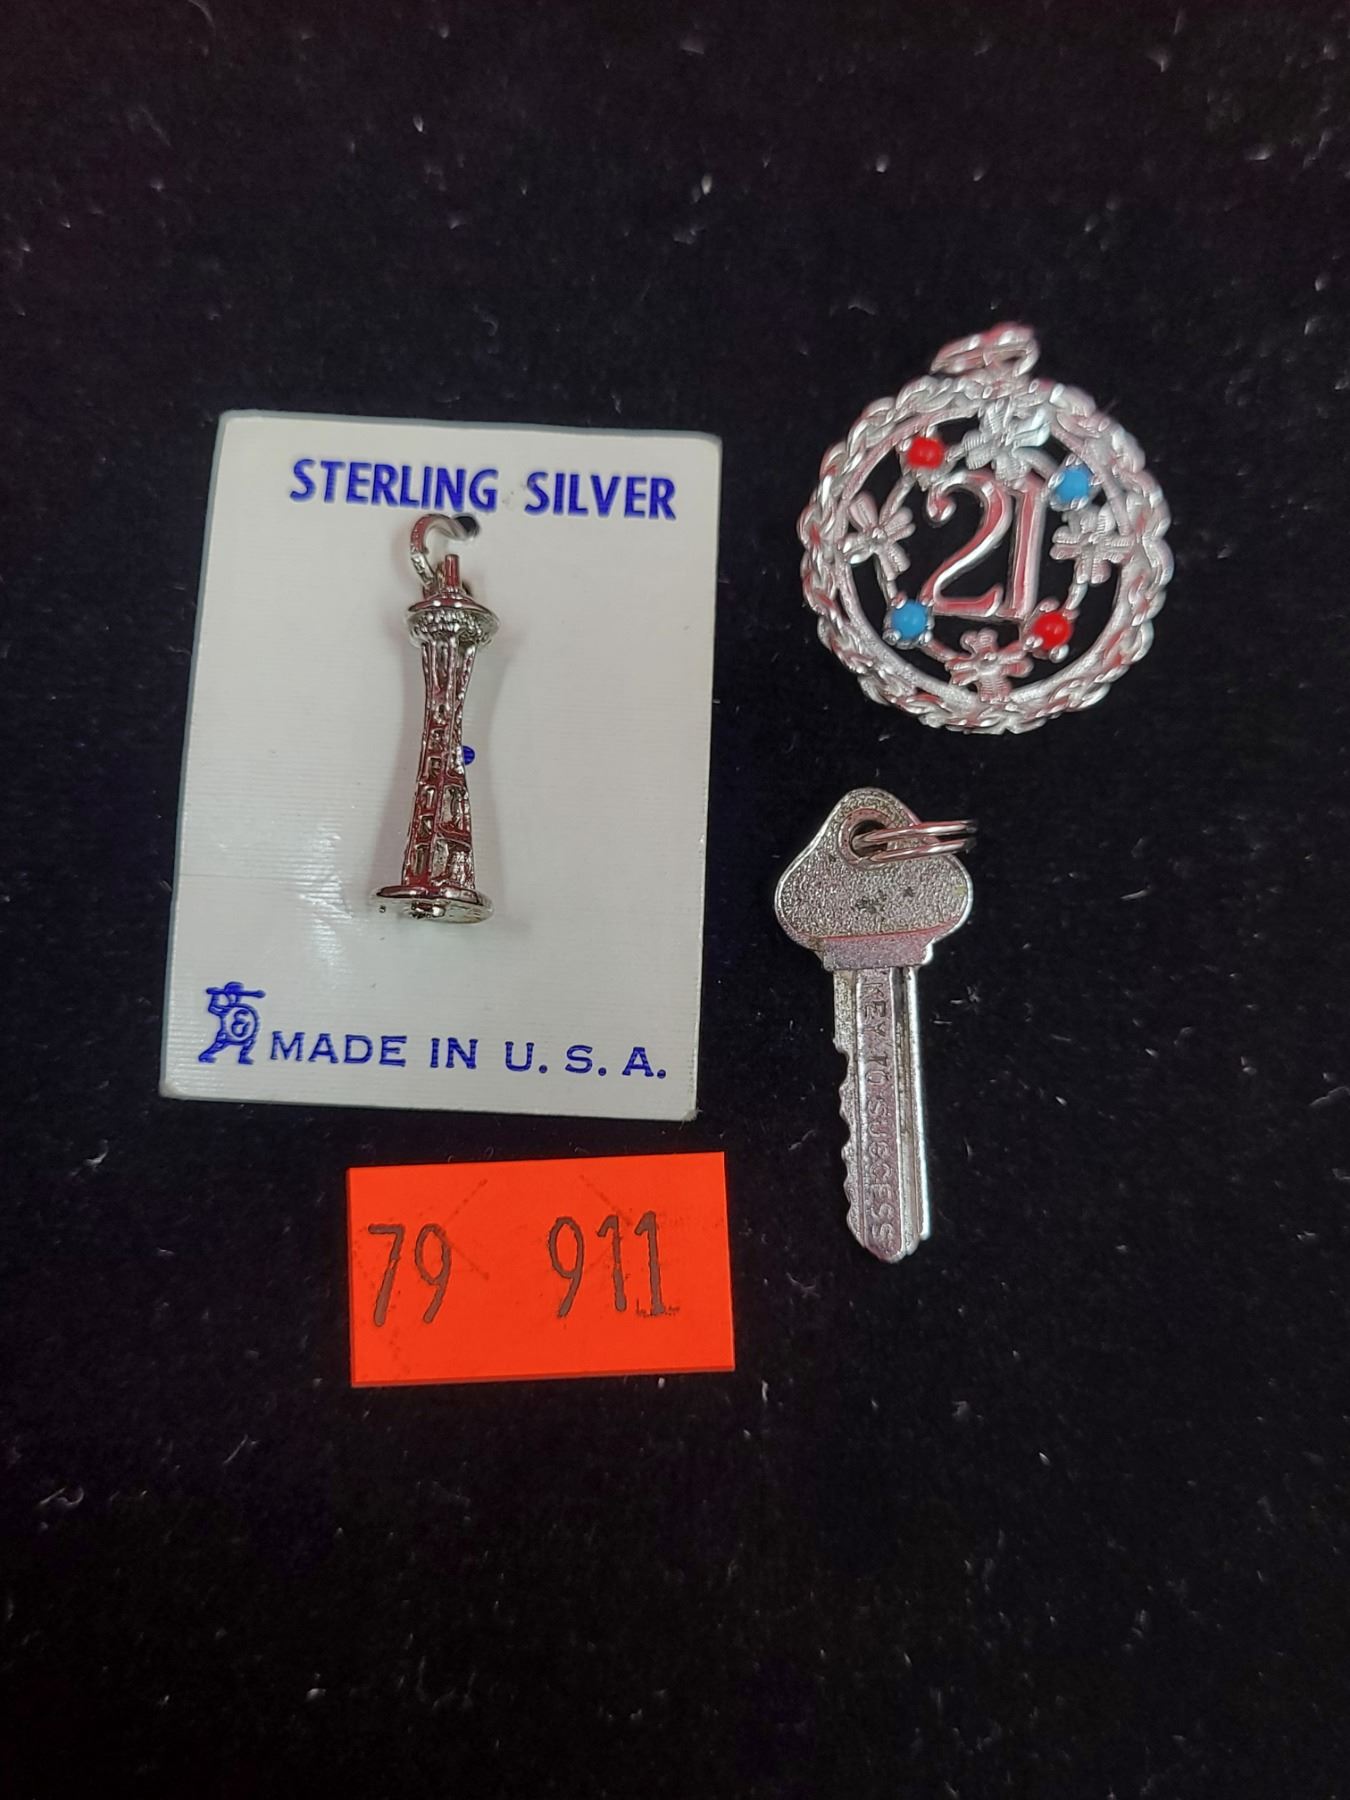 STERLING SILVER
& MADE IN U. S. A.
79 911
21
KEY TO SUCCESS